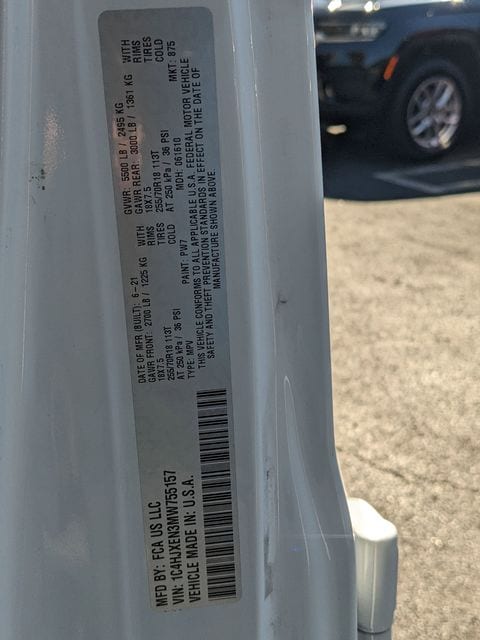 MFD BY: FCA US LLC
VIN: 1C4HJXEN3MW755157
VEHICLE MADE IN: U.S.A.
DATE OF MFR (BUILT): 6-21
GVWR: 5500 LB / 2495 KG
GAWR FRONT: 2700 LB / 1225 KG WITH
GAWR REAR: 3000 LB / 1361 KG WITH
18X7.5 RIMS
18X7.5 RIMS
255/70R18 113T TIRES
255/70R18 113T TIRES
AT 250 kPa / 36 PSI COLD
AT 250 kPa / 36 PSI COLD
TYPE: MPV PAINT: PW7 MDH: 061610 MKT: 875
THIS VEHICLE CONFORMS TO ALL APPLICABLE U.S.A. FEDERAL MOTOR VEHICLE
SAFETY AND THEFT PREVENTION STANDARDS IN EFFECT ON THE DATE OF
MANUFACTURE SHOWN ABOVE.